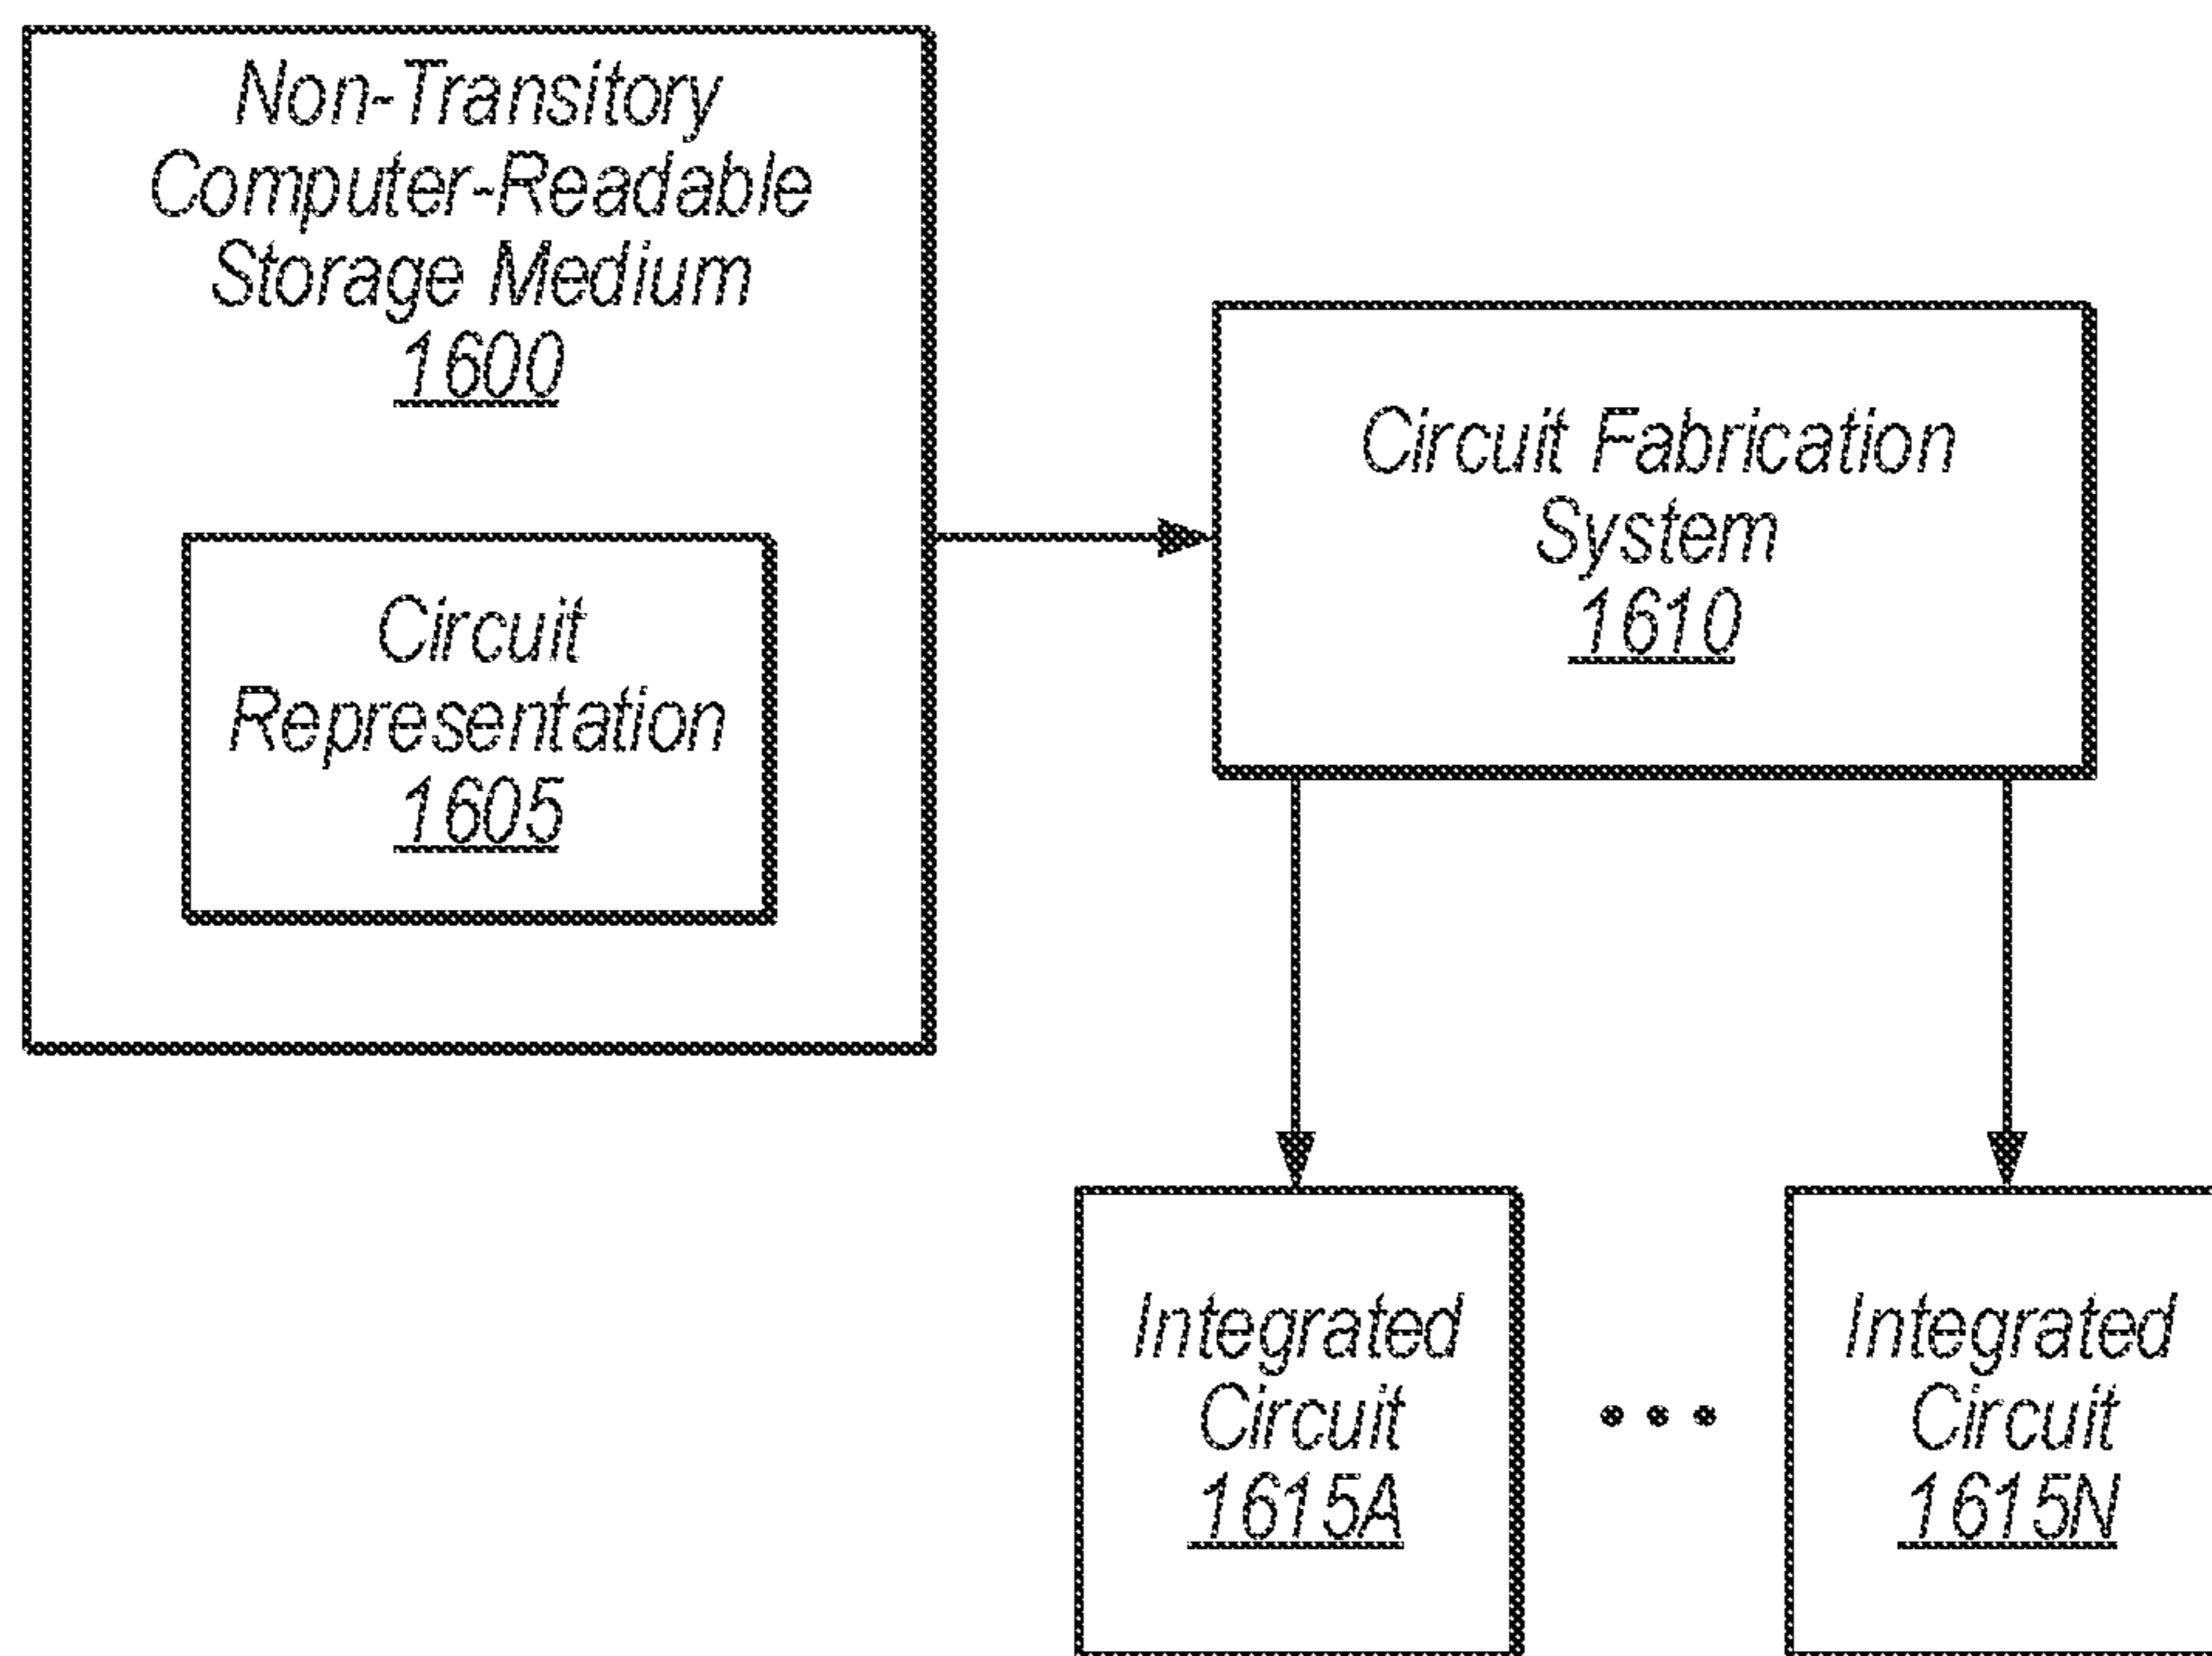 Non-Transitory
Computer-Readable
Storage Medium
1600
Circuit
Representation
1605
Circuit Fabrication
System
1610
Integrated
Circuit
1615A
Integrated
Circuit
1615N